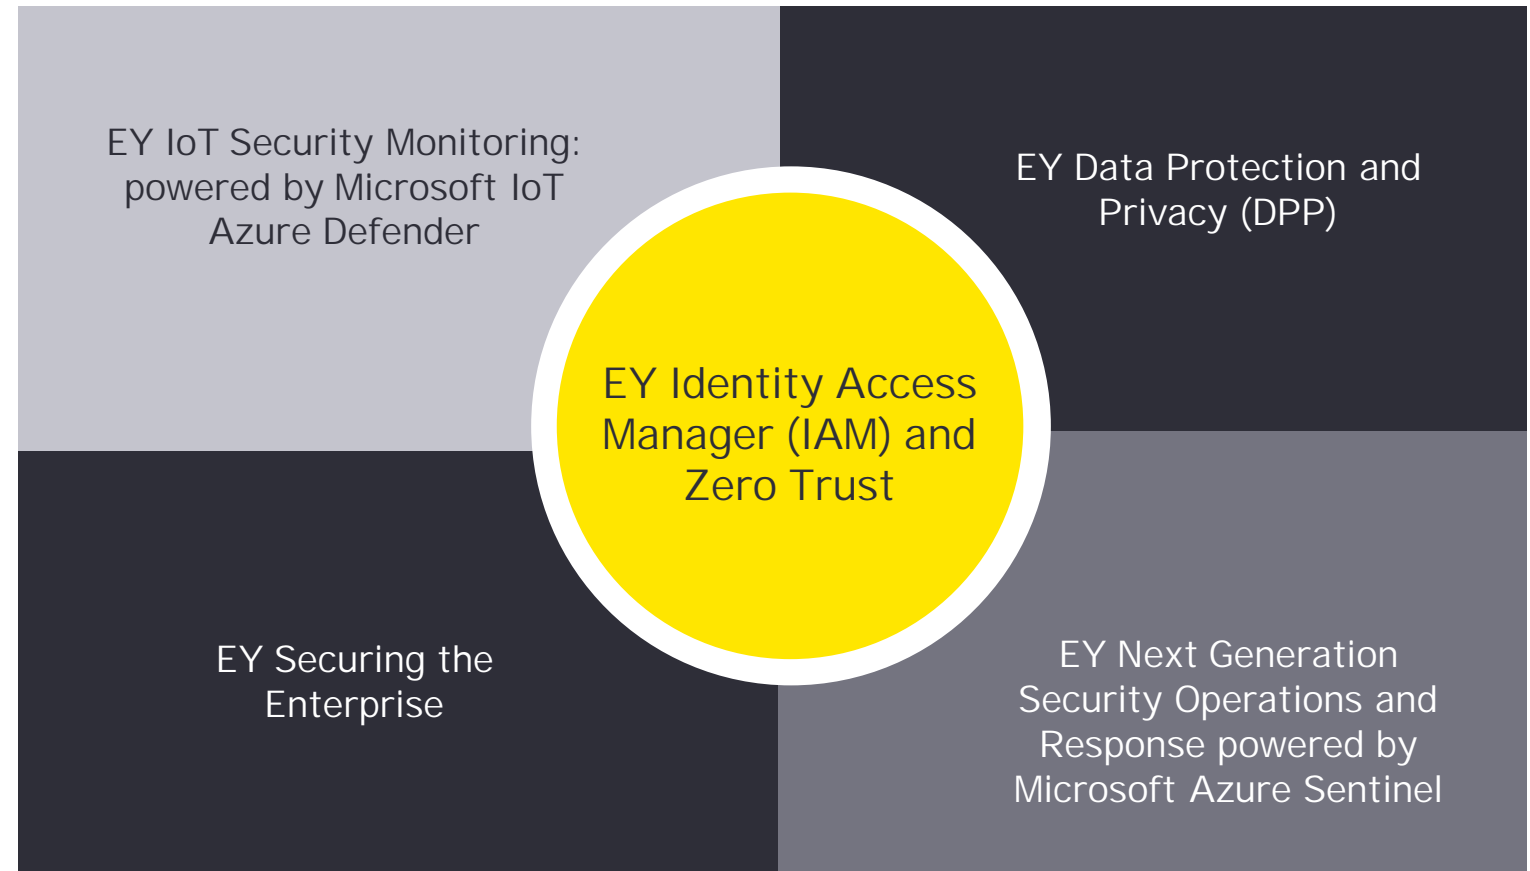 EY IoT Security Monitoring:
powered by Microsoft IoT
Azure Defender
EY Data Protection and
Privacy (DPP)
EY Identity Access
Manager (IAM) and
Zero Trust
EY Securing the
Enterprise
EY Next Generation
Security Operations and
Response powered by
Microsoft Azure Sentinel